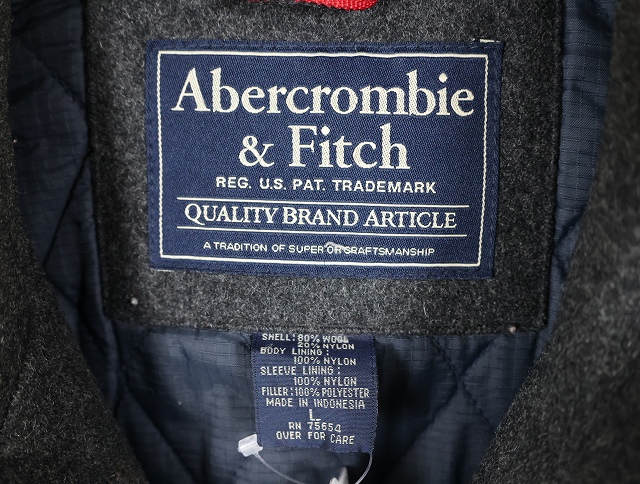 Abercrombie
& Fitch
REG. U.S. PAT. TRADEMARK
QUALITY BRAND ARTICLE
A TRADITION OF SUPERIOR CRAFTSMANSHIP
SHELL: 80% WOOL
20% NYLON
BODY LINING:
100% NYLON
SLEEVE LINING:
100% NYLON
FILLER: 100% POLYESTER
MADE IN INDONESIA
L
RN 75654
OVER FOR CARE